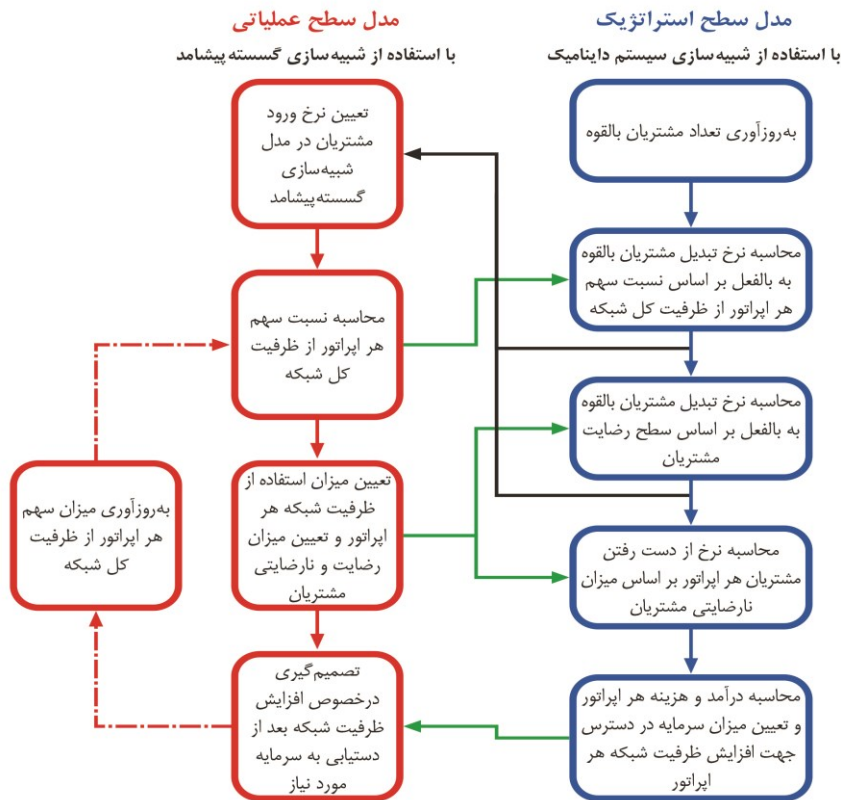 مدل سطح استراتژیک
با استفاده از شبیه‌سازی سیستم داینامیک
به‌روزآوری تعداد مشتریان بالقوه
محاسبه نرخ تبدیل مشتریان بالقوه
به بالفعل بر اساس نسبت سهم
هر اپراتور از ظرفیت کل شبکه
محاسبه نرخ تبدیل مشتریان بالقوه
به بالفعل بر اساس سطح رضایت
مشتریان
محاسبه نرخ از دست رفتن
مشتریان هر اپراتور بر اساس میزان
نارضایتی مشتریان
محاسبه درآمد و هزینه هر اپراتور
و تعیین میزان سرمایه در دسترس
جهت افزایش ظرفیت شبکه هر
اپراتور
مدل سطح عملیاتی
با استفاده از شبیه‌سازی گسسته‌پیشامد
تعیین نرخ ورود
مشتریان در مدل
شبیه‌سازی
گسسته‌پیشامد
محاسبه نسبت سهم
هر اپراتور از ظرفیت
کل شبکه
تعیین میزان استفاده از
ظرفیت شبکه هر
اپراتور و تعیین میزان
رضایت و نارضایتی
مشتریان
تصمیم‌گیری
درخصوص افزایش
ظرفیت شبکه بعد از
دستیابی به سرمایه
مورد نیاز
به‌روزآوری میزان سهم
هر اپراتور از ظرفیت
کل شبکه